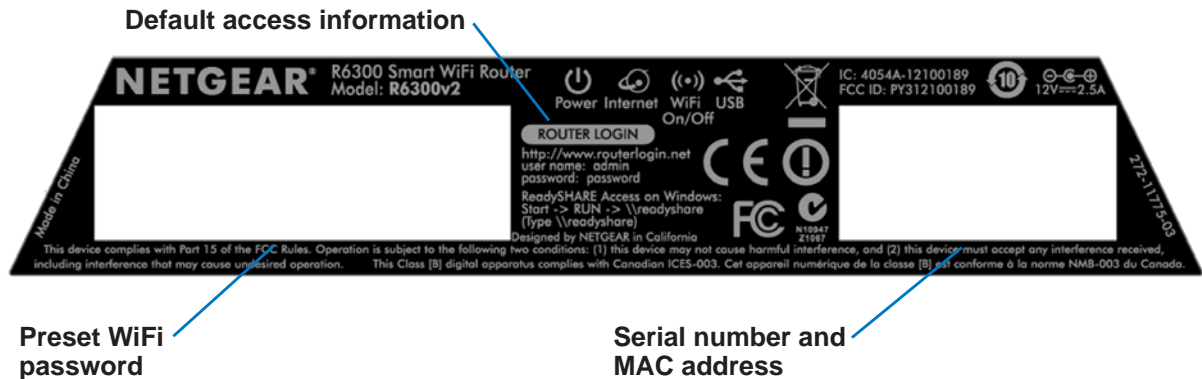 Default access information
NETGEAR® R6300 Smart WiFi Router
Model: R6300v2
Power Internet WiFi On/Off USB
IC: 4054A-12100189
FCC ID: PY312100189
10
12V 2.5A
ROUTER LOGIN
http://www.routerlogin.net
user name: admin
password: password
ReadySHARE Access on Windows:
Start -> RUN -> \\readyshare
(Type \\readyshare)
Designed by NETGEAR in California
CE
FC
N10947
Z1067
Made in China
272-11775-03
This device complies with Part 15 of the FCC Rules. Operation is subject to the following two conditions: (1) this device may not cause harmful interference, and (2) this device must accept any interference received,
including interference that may cause undesired operation. This Class [B] digital apparatus complies with Canadian ICES-003. Cet appareil numérique de la classe [B] est conforme à la norme NMB-003 du Canada.
Preset WiFi
password
Serial number and
MAC address